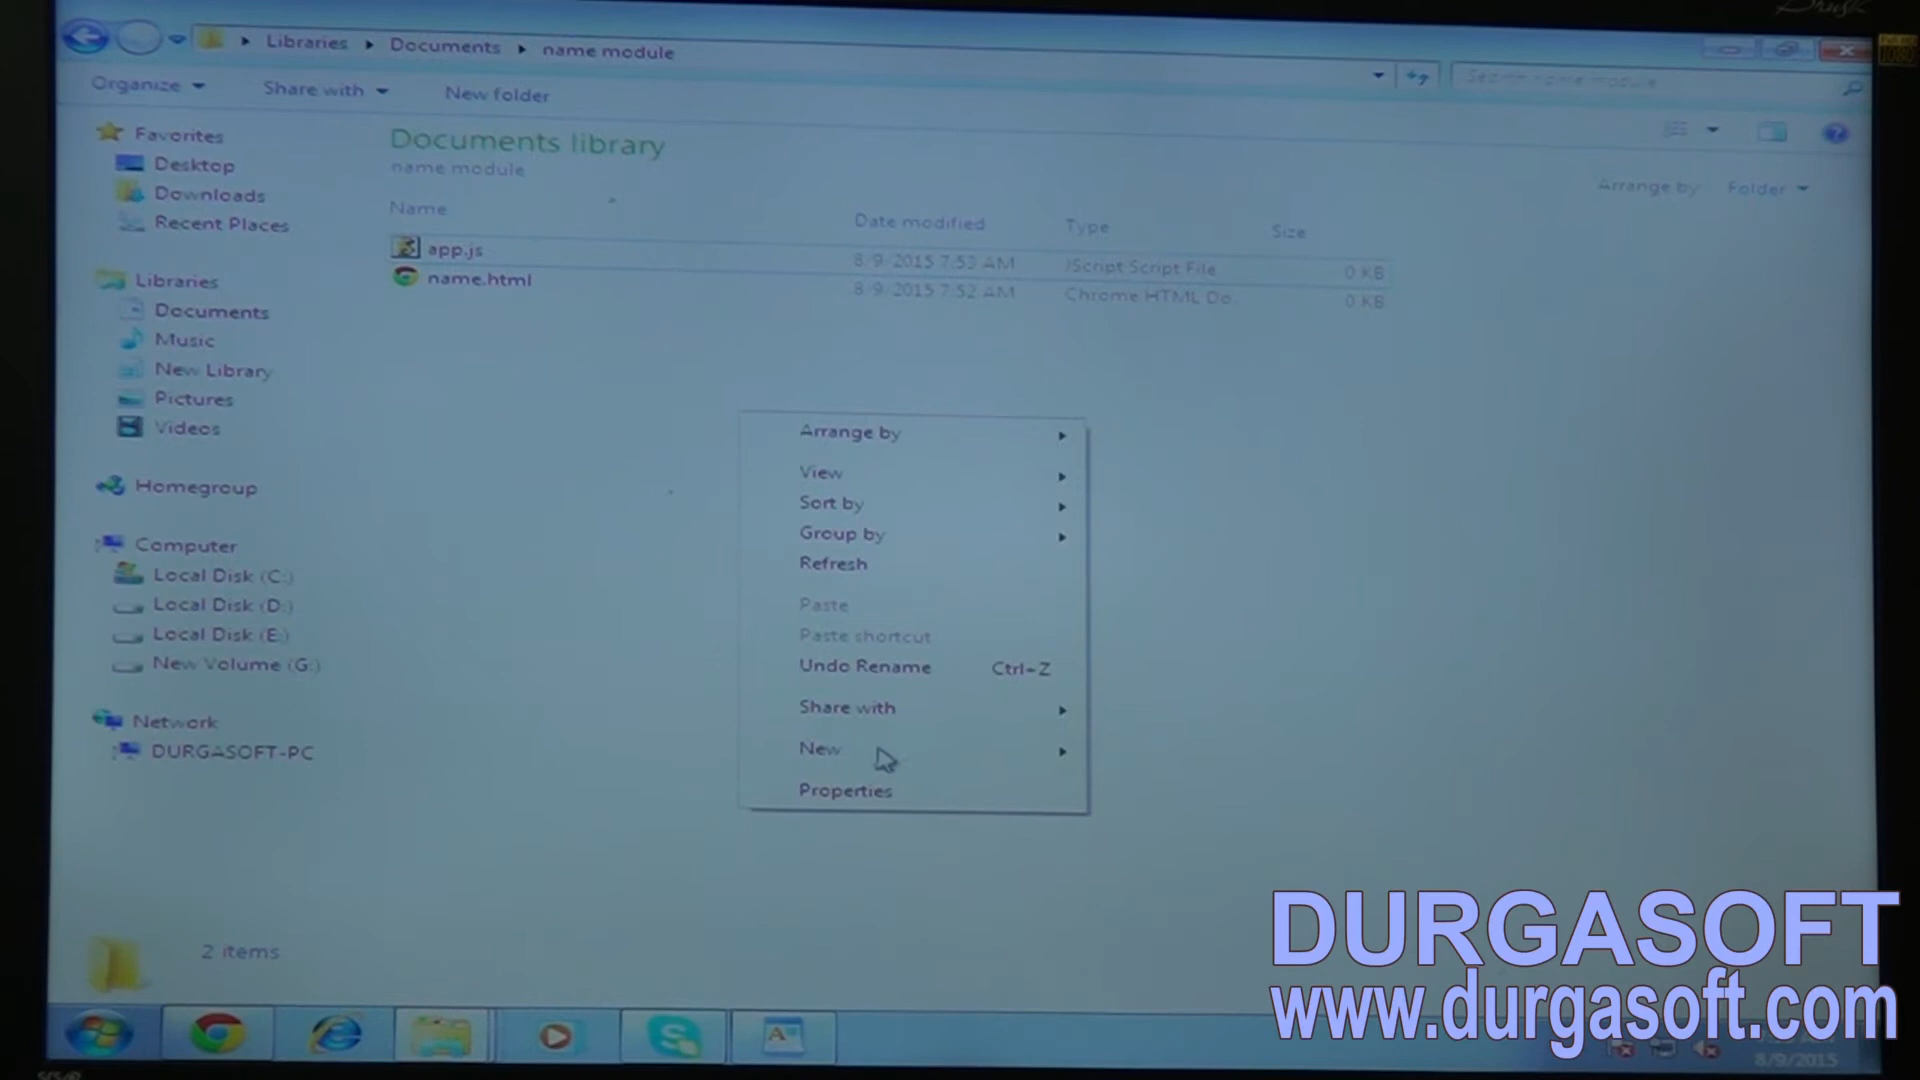 Libraries ▸ Documents ▸ name module
Search name module
Organize
Share with
New folder
Favorites
Desktop
Downloads
Recent Places
Libraries
Documents
Music
New Library
Pictures
Videos
Homegroup
Computer
Local Disk (C:)
Local Disk (D:)
Local Disk (E:)
New Volume (G:)
Network
DURGASOFT-PC
Documents library
name module
Arrange by Folder
Name Date modified Type Size
app.js 8/9/2015 7:53 AM JScript Script File 0 KB
name.html 8/9/2015 7:52 AM Chrome HTML Do... 0 KB
Arrange by
View
Sort by
Group by
Refresh
Paste
Paste shortcut
Undo Rename Ctrl+Z
Share with
New
Properties
2 items
DURGASOFT
www.durgasoft.com
8/9/2015